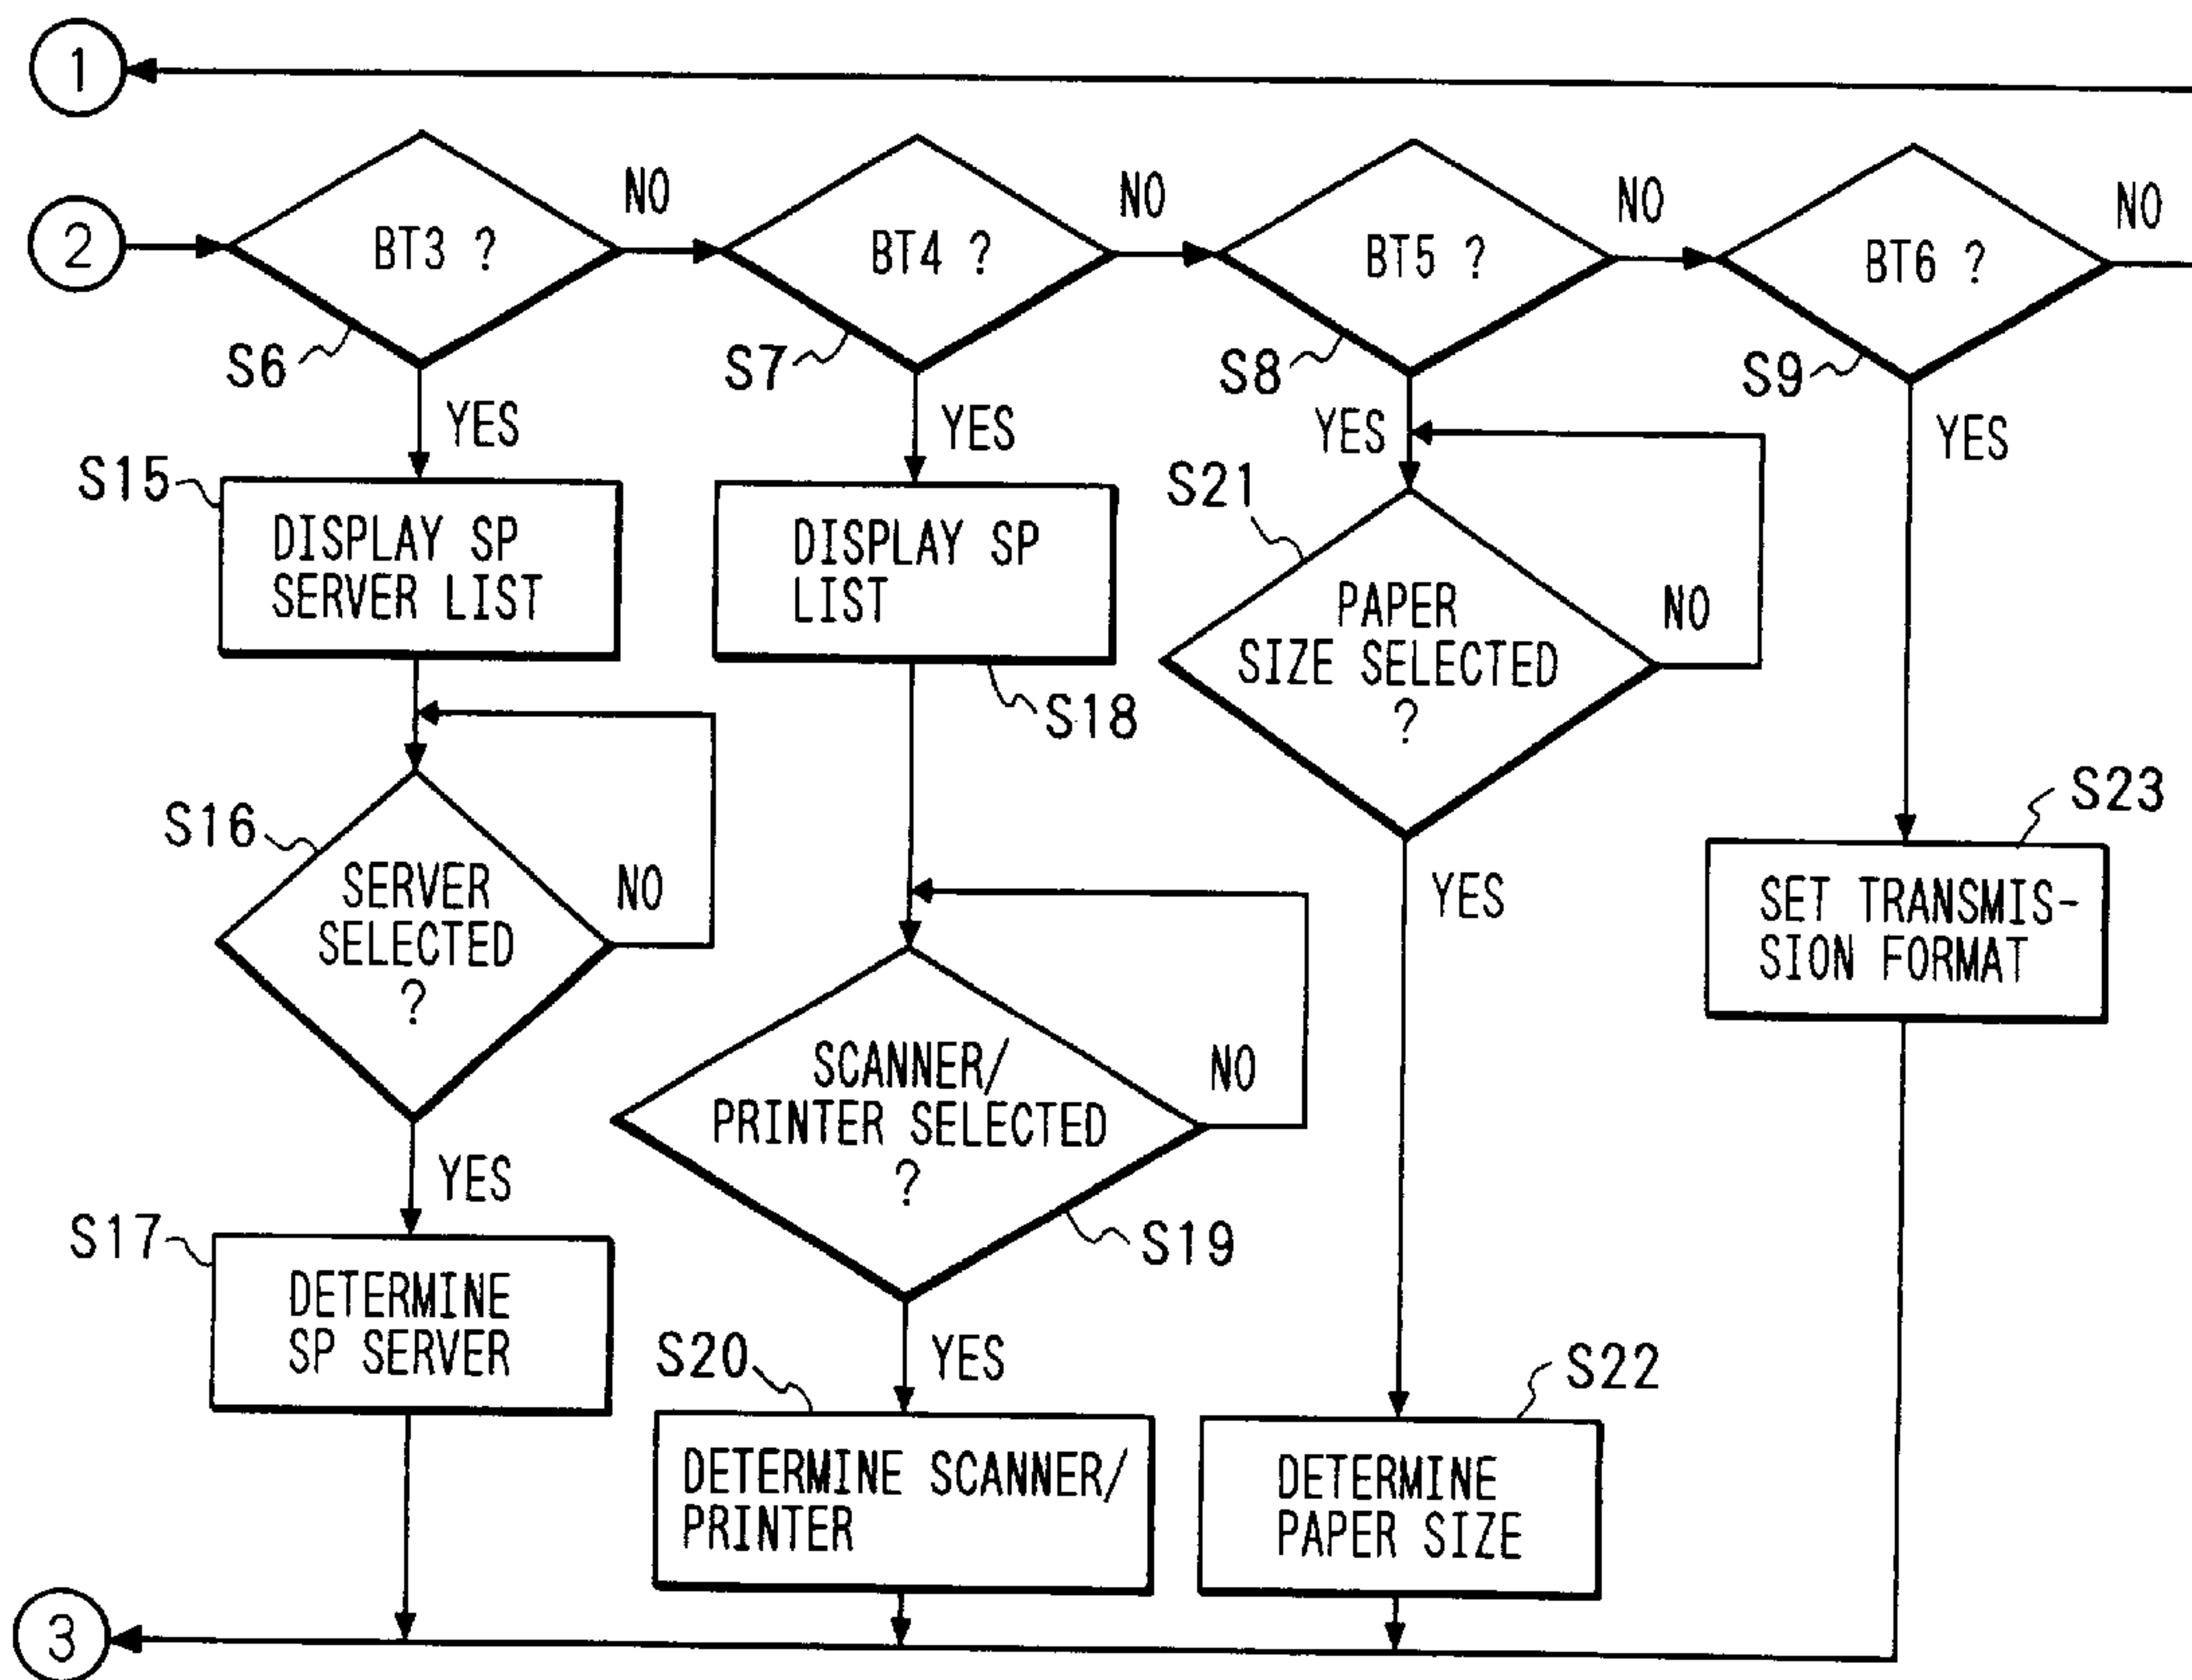 1
2
BT3 ?
NO
BT4 ?
NO
BT5 ?
NO
BT6 ?
NO
S6
S7
S8
S9
YES
YES
YES
YES
S15
DISPLAY SP
SERVER LIST
DISPLAY SP
LIST
S18
S21
PAPER
SIZE SELECTED
?
NO
YES
S16
SERVER
SELECTED
?
NO
YES
SCANNER/
PRINTER SELECTED
?
NO
S19
YES
S23
SET TRANSMIS-
SION FORMAT
S17
DETERMINE
SP SERVER
S20
DETERMINE SCANNER/
PRINTER
S22
DETERMINE
PAPER SIZE
3